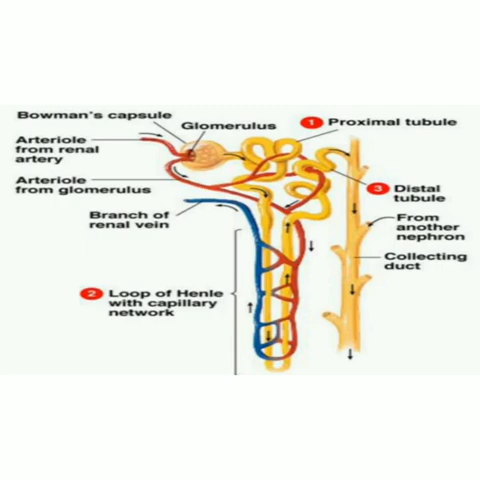 Bowman's capsule
Glomerulus
1 Proximal tubule
Arteriole
from renal
artery
Arteriole
from glomerulus
3 Distal
tubule
Branch of
renal vein
From
another
nephron
Collecting
duct
2 Loop of Henle
with capillary
network